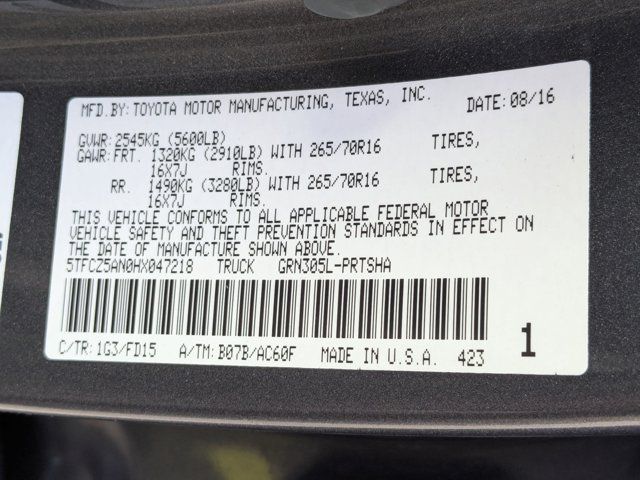 MFD.BY: TOYOTA MOTOR MANUFACTURING, TEXAS, INC. DATE: 08/16
GVWR: 2545KG (5600LB)
GAWR: FRT. 1320KG (2910LB) WITH 265/70R16 TIRES,
16X7J RIMS.
RR. 1490KG (3280LB) WITH 265/70R16 TIRES,
16X7J RIMS.
THIS VEHICLE CONFORMS TO ALL APPLICABLE FEDERAL MOTOR
VEHICLE SAFETY AND THEFT PREVENTION STANDARDS IN EFFECT ON
THE DATE OF MANUFACTURE SHOWN ABOVE.
5TFCZ5AN0HX047218 TRUCK GRN305L-PRTSHA
C/TR: 1G3/FD15 A/TM: B07B/AC60F MADE IN U.S.A. 423 1